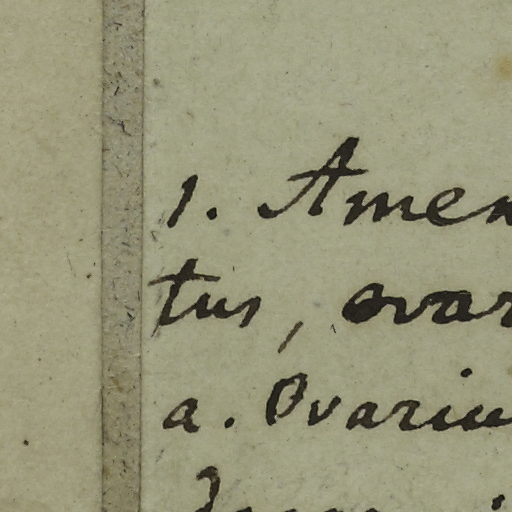 1. Amen
tus, ovar
a. Ovariu